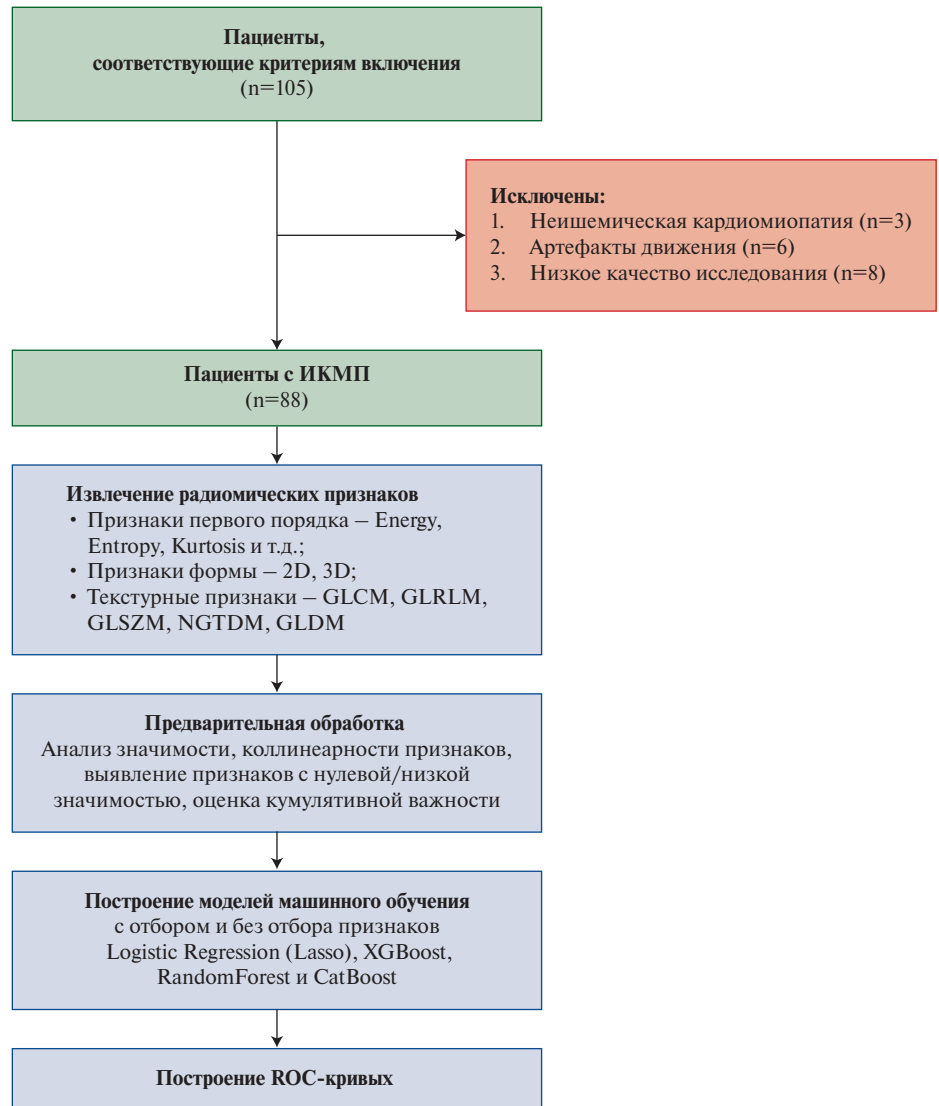 Пациенты,
соответствующие критериям включения
(n=105)
Исключены:
1. Неишемическая кардиомиопатия (n=3)
2. Артефакты движения (n=6)
3. Низкое качество исследования (n=8)
Пациенты с ИКМП
(n=88)
Извлечение радиомических признаков
• Признаки первого порядка – Energy,
Entropy, Kurtosis и т.д.;
• Признаки формы – 2D, 3D;
• Текстурные признаки – GLCM, GLRLM,
GLSZM, NGTDM, GLDM
Предварительная обработка
Анализ значимости, коллинеарности признаков,
выявление признаков с нулевой/низкой
значимостью, оценка кумулятивной важности
Построение моделей машинного обучения
с отбором и без отбора признаков
Logistic Regression (Lasso), XGBoost,
RandomForest и CatBoost
Построение ROC-кривых